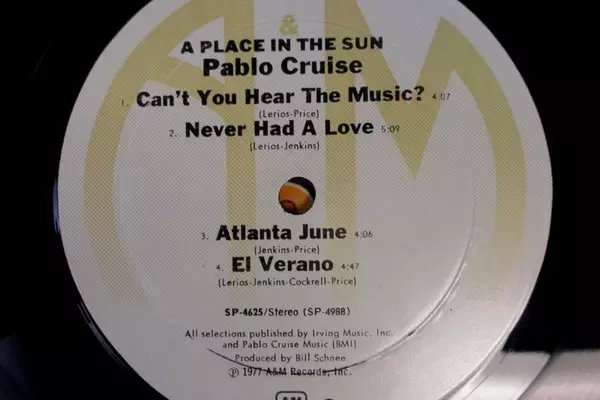 &
A PLACE IN THE SUN
Pablo Cruise
1. Can't You Hear The Music? 4:07
(Lerios-Price)
2. Never Had A Love 5:09
(Lerios-Jenkins)
3. Atlanta June 4:06
(Jenkins-Price)
4. El Verano 4:47
(Lerios-Jenkins-Cockrell-Price)
SP-4625/Stereo (SP-4988)
All selections published by Irving Music, Inc.
and Pablo Cruise Music (BMI)
Produced by Bill Schnee
℗ 1977 A&M Records, Inc.